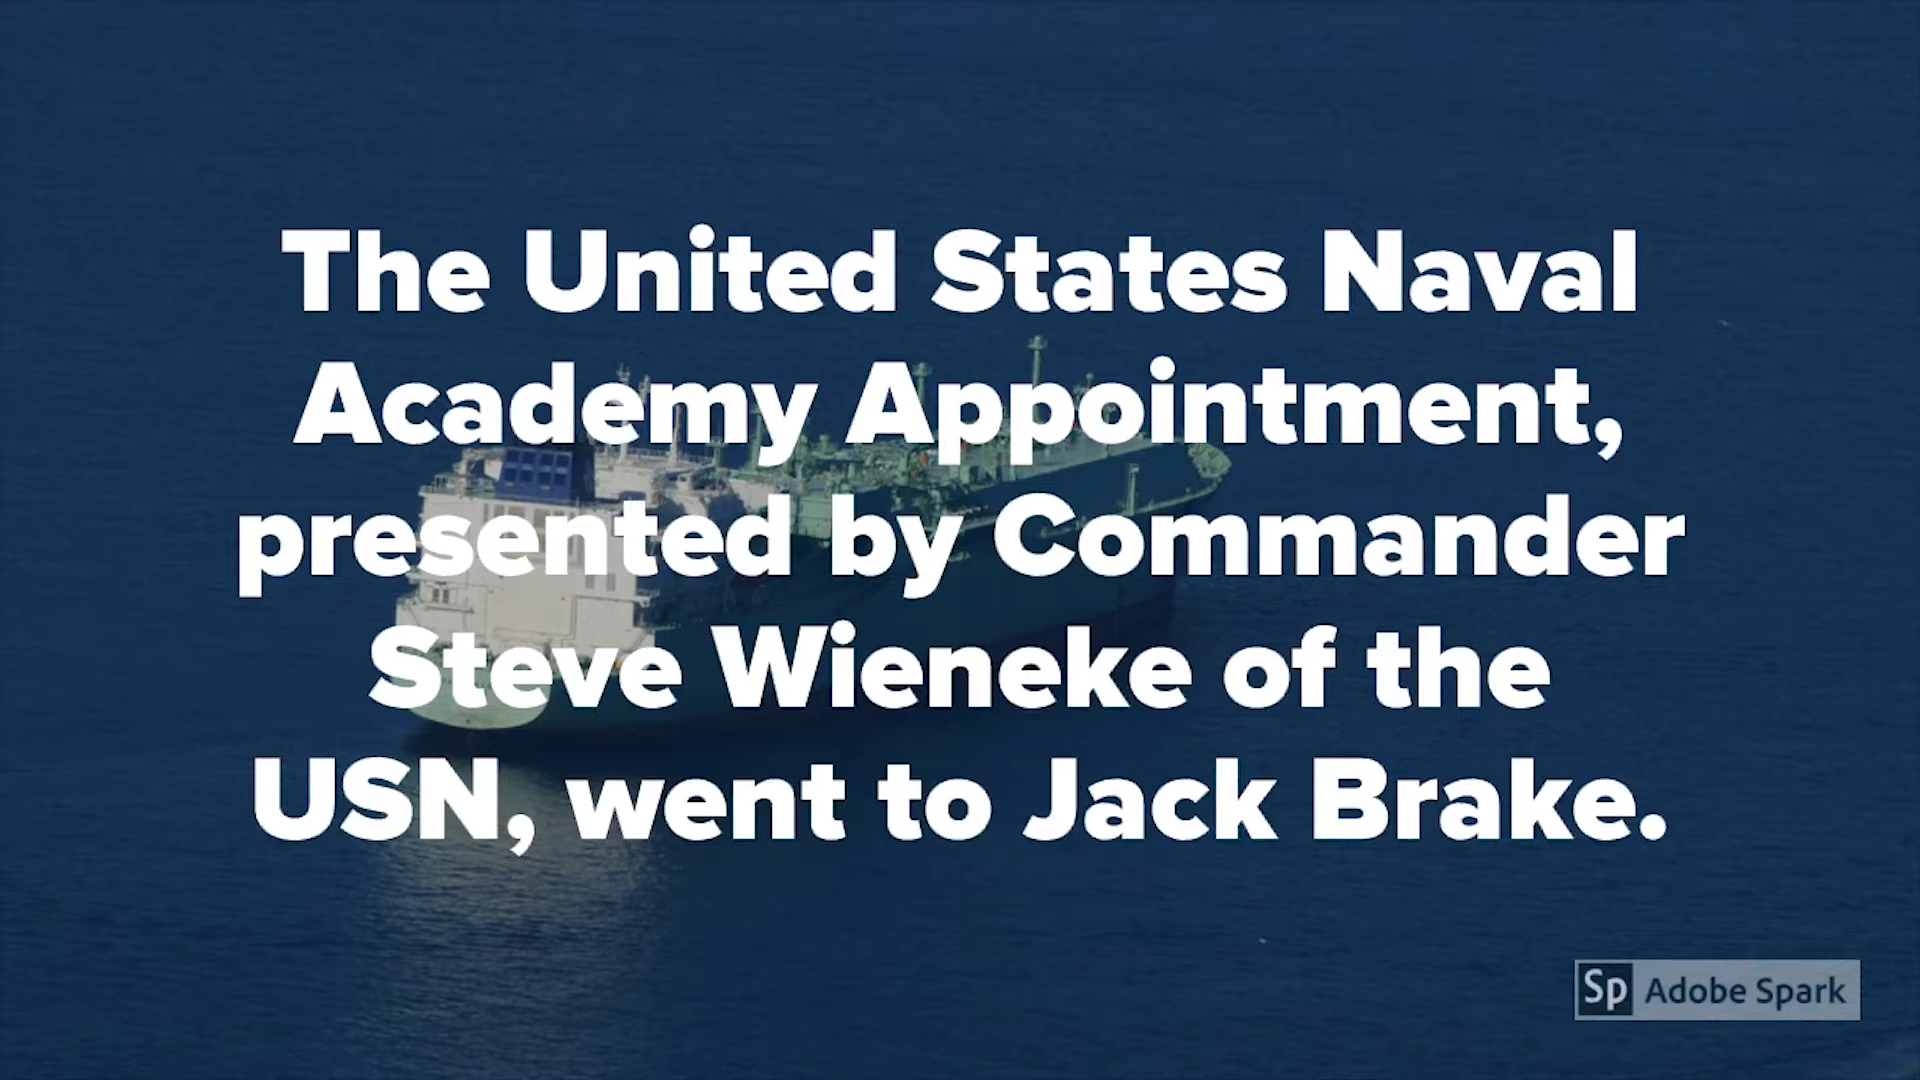 The United States Naval
Academy Appointment,
presented by Commander
Steve Wieneke of the
USN, went to Jack Brake.
Sp Adobe Spark